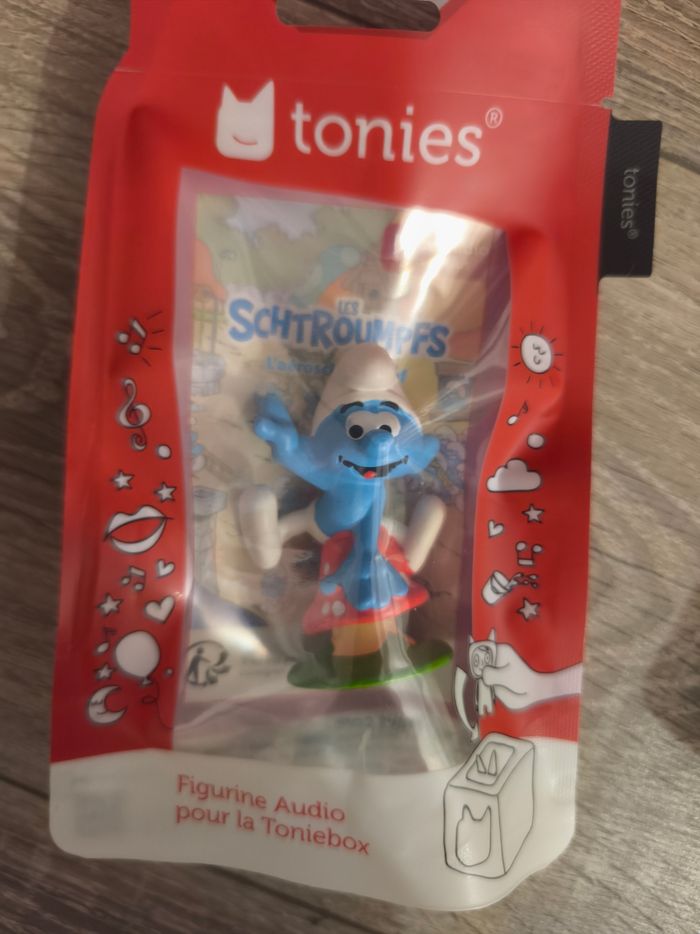 tonies®
tonies®
LES
SCHTROUMPFS
Figurine Audio
pour la Toniebox